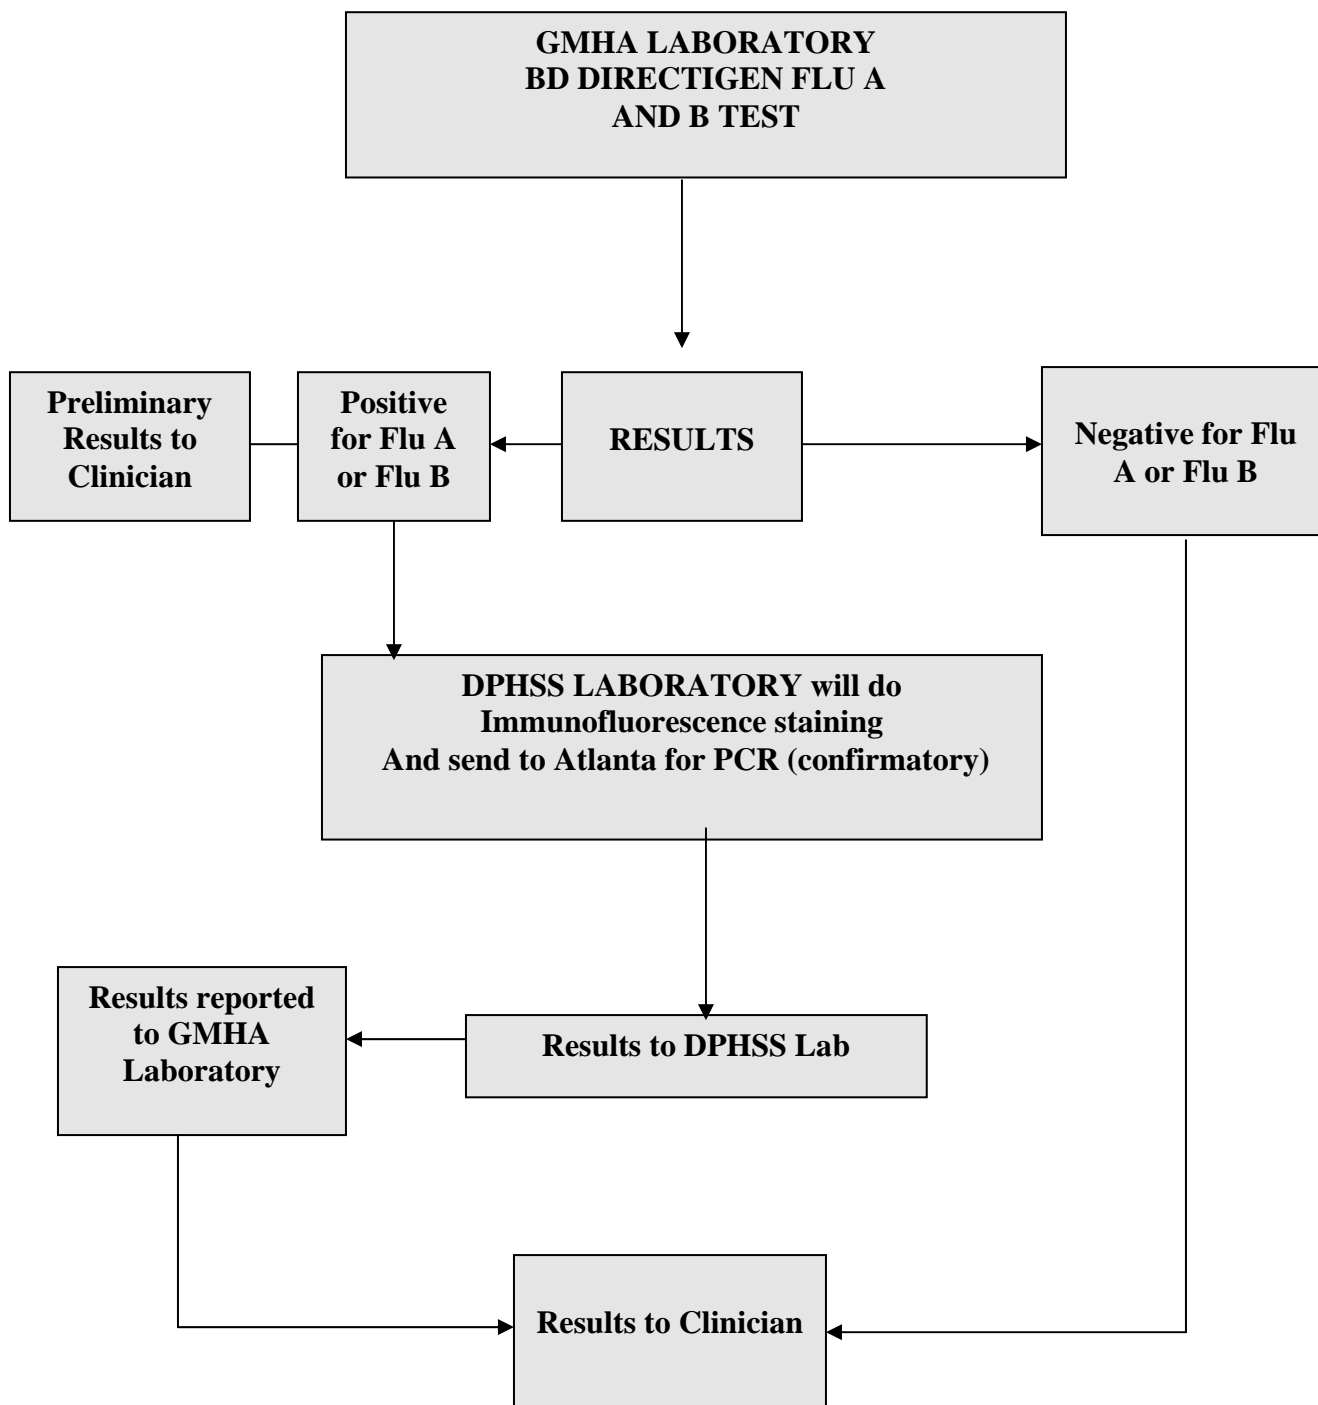 GMHA LABORATORY
BD DIRECTIGEN FLU A
AND B TEST
Preliminary
Results to
Clinician
Positive
for Flu A
or Flu B
RESULTS
Negative for Flu
A or Flu B
DPHSS LABORATORY will do
Immunofluorescence staining
And send to Atlanta for PCR (confirmatory)
Results reported
to GMHA
Laboratory
Results to DPHSS Lab
Results to Clinician